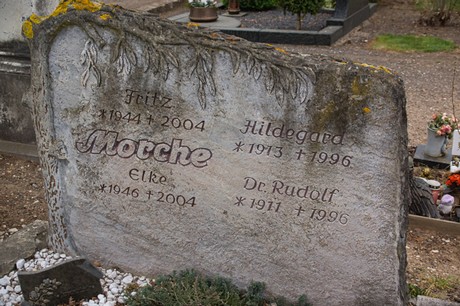 Fritz
*1944 + 2004
Morche
Elke
*1946 + 2004
Hildegard
*1913 + 1996
Dr. Rudolf
*1911 + 1996